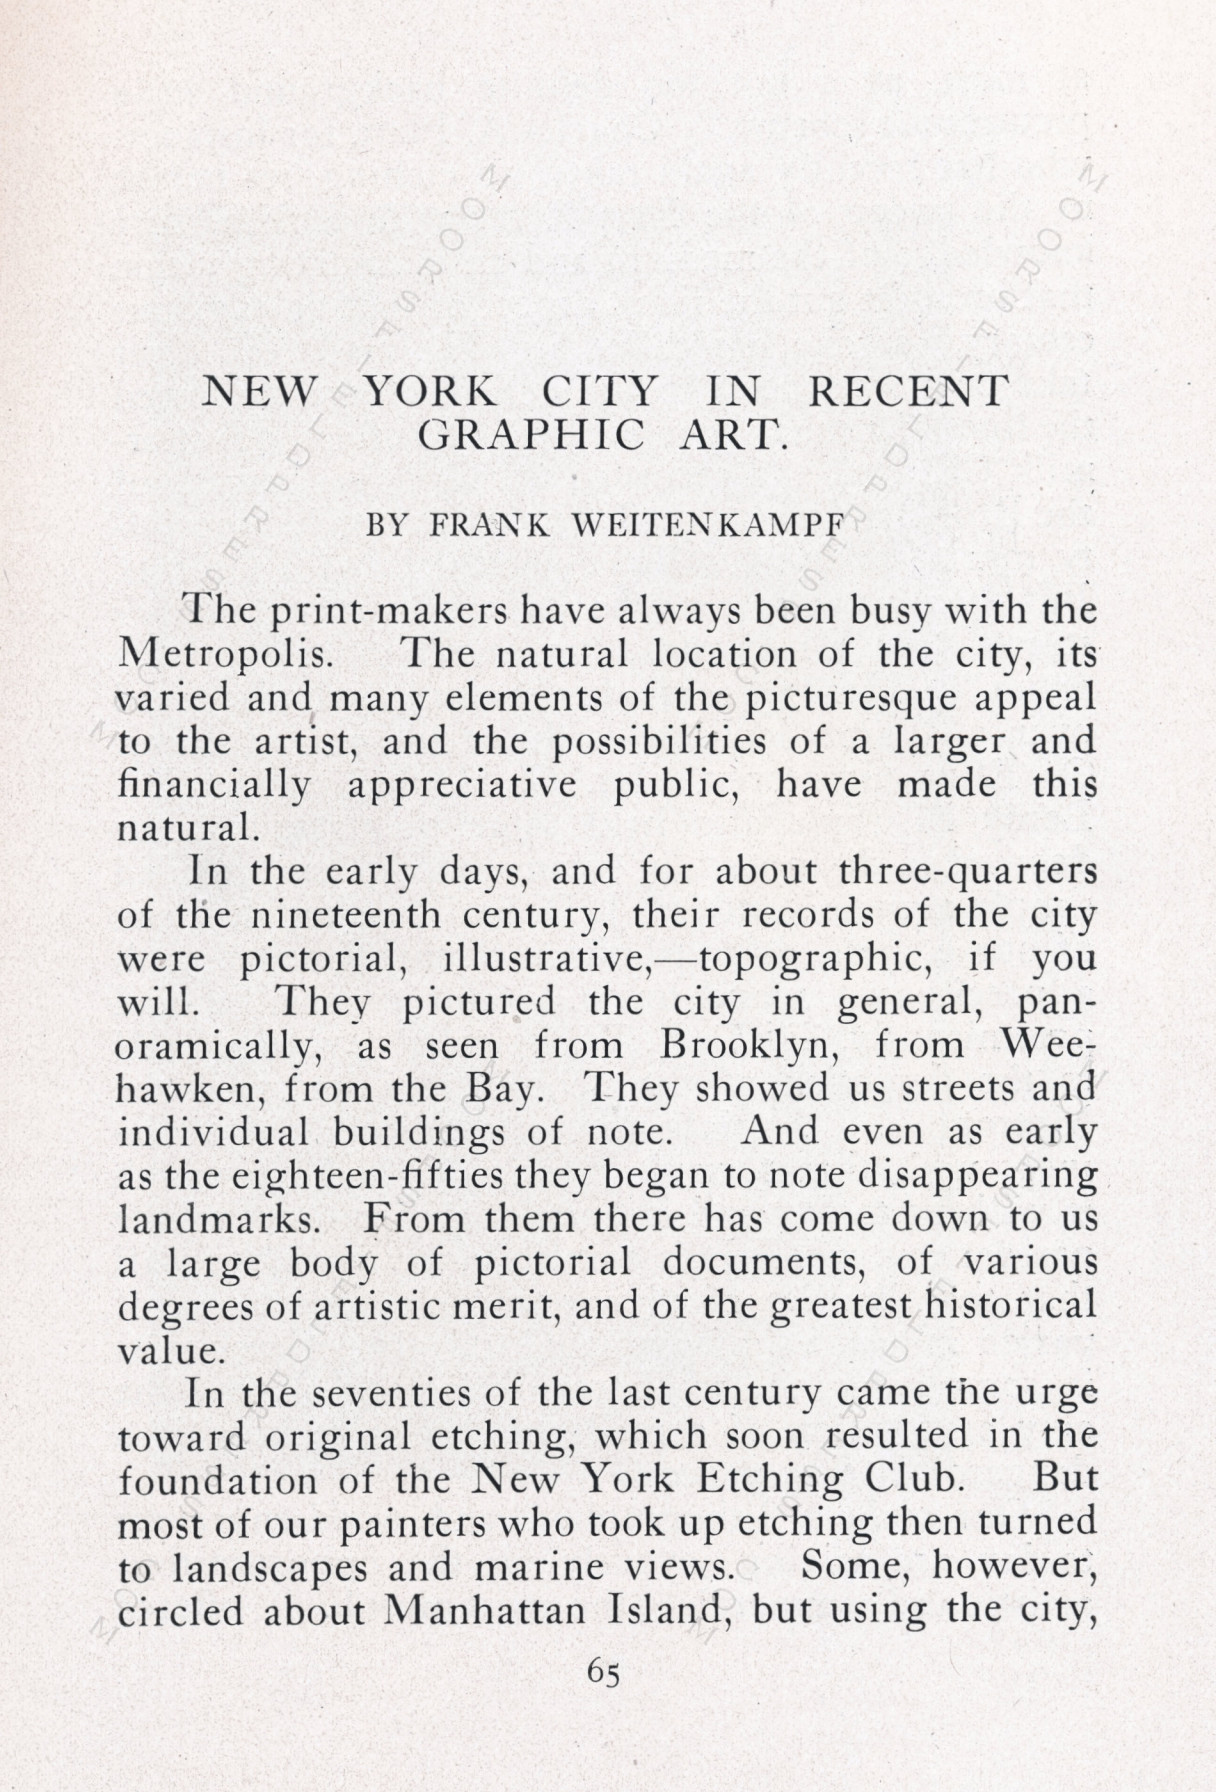 NEW YORK CITY IN RECENT
GRAPHIC ART.
BY FRANK WEITENKAMPF
The print-makers have always been busy with the
Metropolis. The natural location of the city, its
varied and many elements of the picturesque appeal
to the artist, and the possibilities of a larger and
financially appreciative public, have made this
natural.
In the early days, and for about three-quarters
of the nineteenth century, their records of the city
were pictorial, illustrative,—topographic, if you
will. They pictured the city in general, pan-
oramically, as seen from Brooklyn, from Wee-
hawken, from the Bay. They showed us streets and
individual buildings of note. And even as early
as the eighteen-fifties they began to note disappearing
landmarks. From them there has come down to us
a large body of pictorial documents, of various
degrees of artistic merit, and of the greatest historical
value.
In the seventies of the last century came the urge
toward original etching, which soon resulted in the
foundation of the New York Etching Club. But
most of our painters who took up etching then turned
to landscapes and marine views. Some, however,
circled about Manhattan Island, but using the city,
65